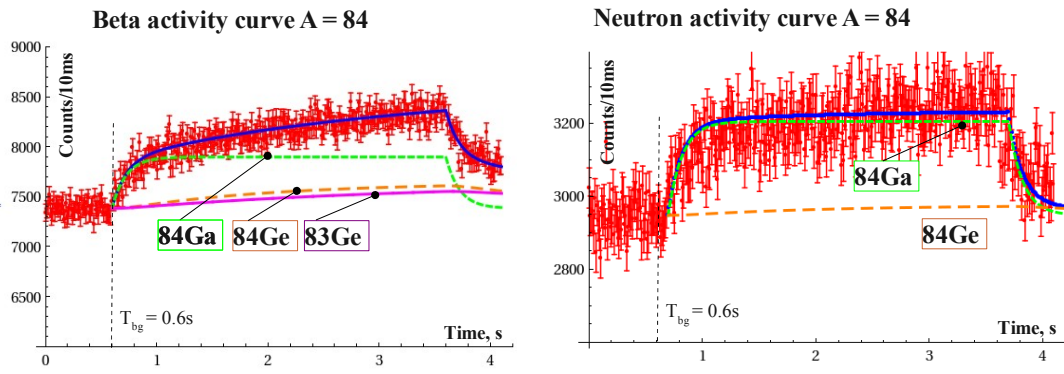 Beta activity curve A = 84
Counts/10ms
9000
8500
8000
7500
7000
6500
84Ga
84Ge
83Ge
T_bg = 0.6s
Time, s
0
1
2
3
4
Neutron activity curve A = 84
Counts/10ms
3200
3000
2800
84Ga
84Ge
T_bg = 0.6s
Time, s
1
2
3
4